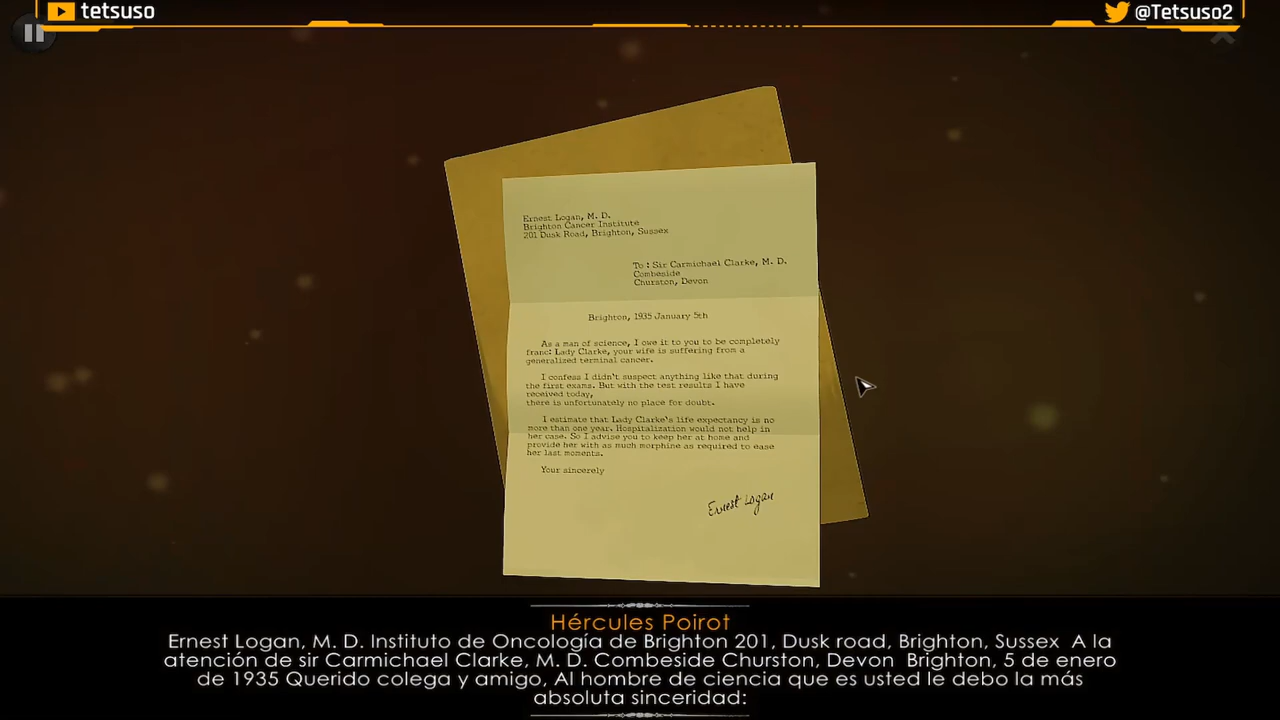 tetsuso
@Tetsuso2
Ernest Logan, M. D.
Brighton Cancer Institute
201 Dusk Road, Brighton, Sussex
To : Sir Carmichael Clarke, M. D.
Combeside
Churston, Devon
Brighton, 1935 January 5th
As a man of science, I owe it to you to be completely
franc: Lady Clarke, your wife is suffering from a
generalized terminal cancer.
I confess I didn't suspect anything like that during
the first exams. But with the test results I have
received today,
there is unfortunately no place for doubt.
I estimate that Lady Clarke's life expectancy is no
more than one year. Hospitalization would not help in
her case. So I advise you to keep her at home and
provide her with as much morphine as required to ease
her last moments.
Your sincerely
Ernest Logan
Hércules Poirot
Ernest Logan, M. D. Instituto de Oncología de Brighton 201, Dusk road, Brighton, Sussex A la
atención de sir Carmichael Clarke, M. D. Combeside Churston, Devon Brighton, 5 de enero
de 1935 Querido colega y amigo, Al hombre de ciencia que es usted le debo la más
absoluta sinceridad: